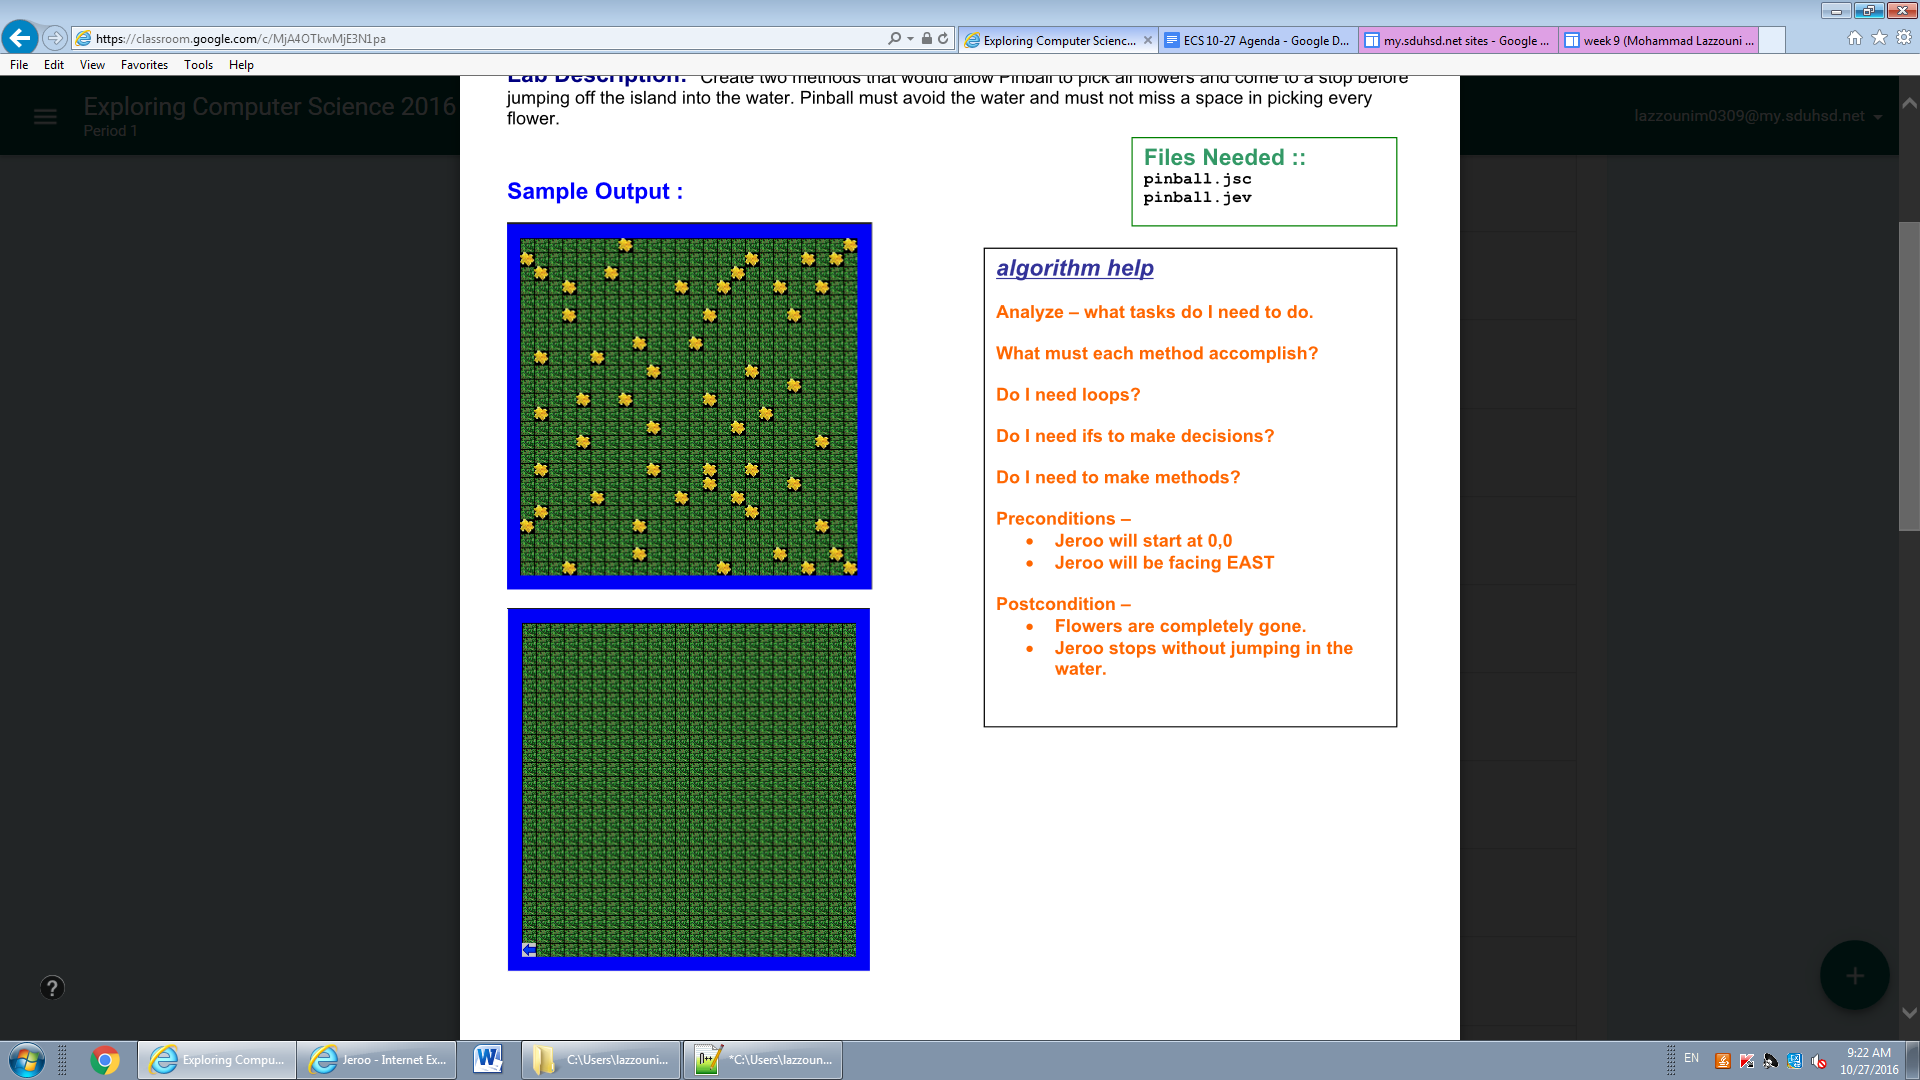 https://classroom.google.com/c/MjA4OTkwMjE3N1pa
Exploring Computer Scienc...
ECS 10-27 Agenda - Google D...
my.sduhsd.net sites - Google ...
week 9 (Mohammad Lazzouni ...
File Edit View Favorites Tools Help
Exploring Computer Science 2016
Period 1
lazzounim0309@my.sduhsd.net
Lab Description: Create two methods that would allow Pinball to pick all flowers and come to a stop before
jumping off the island into the water. Pinball must avoid the water and must not miss a space in picking every
flower.
Files Needed ::
pinball.jsc
pinball.jev
Sample Output :
algorithm help
Analyze – what tasks do I need to do.
What must each method accomplish?
Do I need loops?
Do I need ifs to make decisions?
Do I need to make methods?
Preconditions –
• Jeroo will start at 0,0
• Jeroo will be facing EAST
Postcondition –
• Flowers are completely gone.
• Jeroo stops without jumping in the
water.
?
Exploring Compu...
Jeroo - Internet Ex...
C:\Users\lazzouni...
*C:\Users\lazzoun...
EN
9:22 AM
10/27/2016